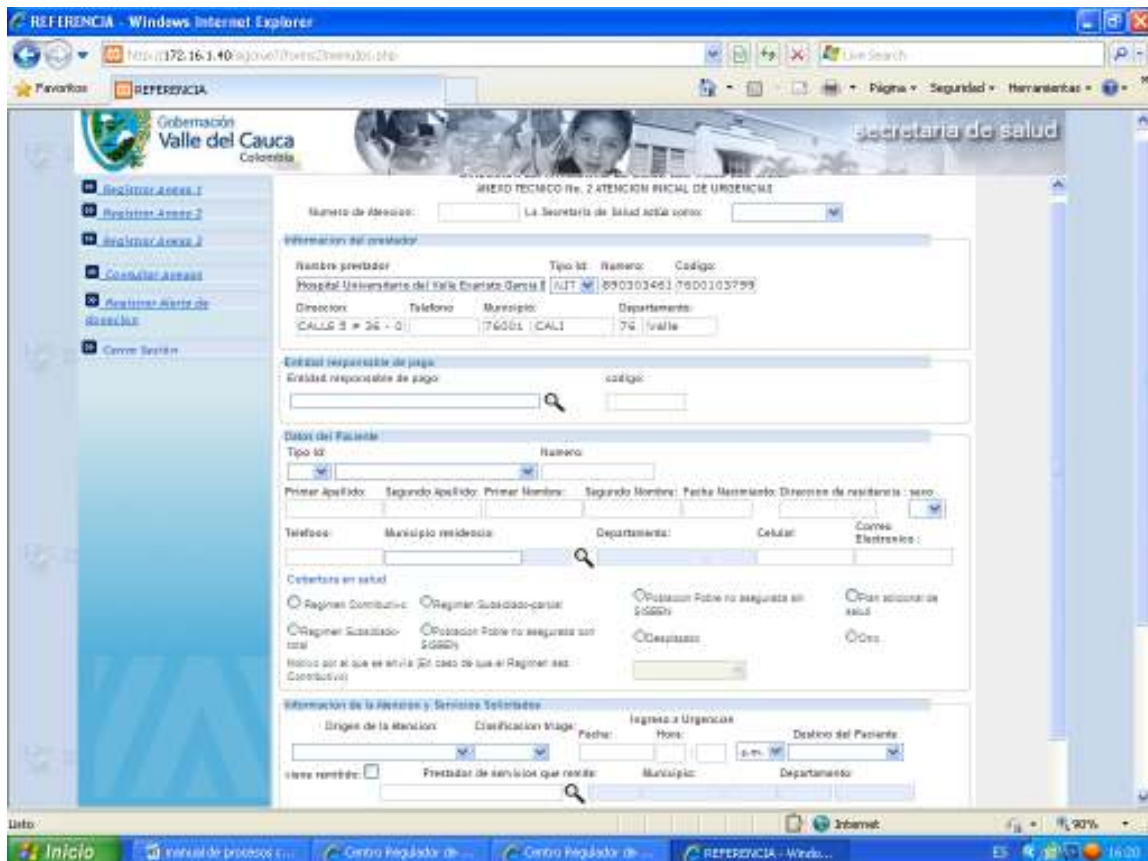 REFERENCIA - Windows Internet Explorer
Live Search
Favoritos REFERENCIA Página Seguridad Herramientas
Gobernación
Valle del Cauca
Colombia
secretaria de salud
Registrar Anexo 1
Registrar Anexo 2
Registrar Anexo 3
Consultar Anexos
Registrar Alerta de
Cerrar Sesión
ANEXO TECNICO No. 2 ATENCION INICIAL DE URGENCIAS
Numero de Atencion: La Secretaria de Salud actúa como:
Informacion del prestador
Nombre prestador Tipo Id: Numero: Codigo:
Hospital Universitario del Valle Evaristo Garcia E NIT 890303461 7600103799
Direccion: Telefono Municipio: Departamento:
CALLE 5 # 36 - 0 76001 CALI 76 Valle
Entidad responsable de pago
Entidad responsable de pago: codigo:
Datos del Paciente
Tipo Id: Numero:
Primer Apellido: Segundo Apellido: Primer Nombre: Segundo Nombre: Fecha Nacimiento: Direccion de residencia : sexo
Telefono: Municipio residencia: Departamento: Celular: Correo Electronico :
Cobertura en salud
Regimen Contributivo Regimen Subsidiado-parcial Poblacion Pobre no asegurada sin SISBEN Plan adicional de salud
Regimen Subsidiado-total Poblacion Pobre no asegurada con SISBEN Desplazado Otro
Motivo por el que se envia (En caso de que el Regimen sea Contributivo)
Informacion de la Atencion y Servicios Solicitados
Origen de la Atencion: Clasificacion triage: Ingreso a Urgencias
Fecha: Hora: Destino del Paciente
p.m.
viene remitido: Prestador de servicios que remite: Municipio: Departamento:
Listo Internet 90%
Inicio manual de procesos c... Centro Regulador de ... Centro Regulador de ... REFERENCIA - Windo... ES 16:20